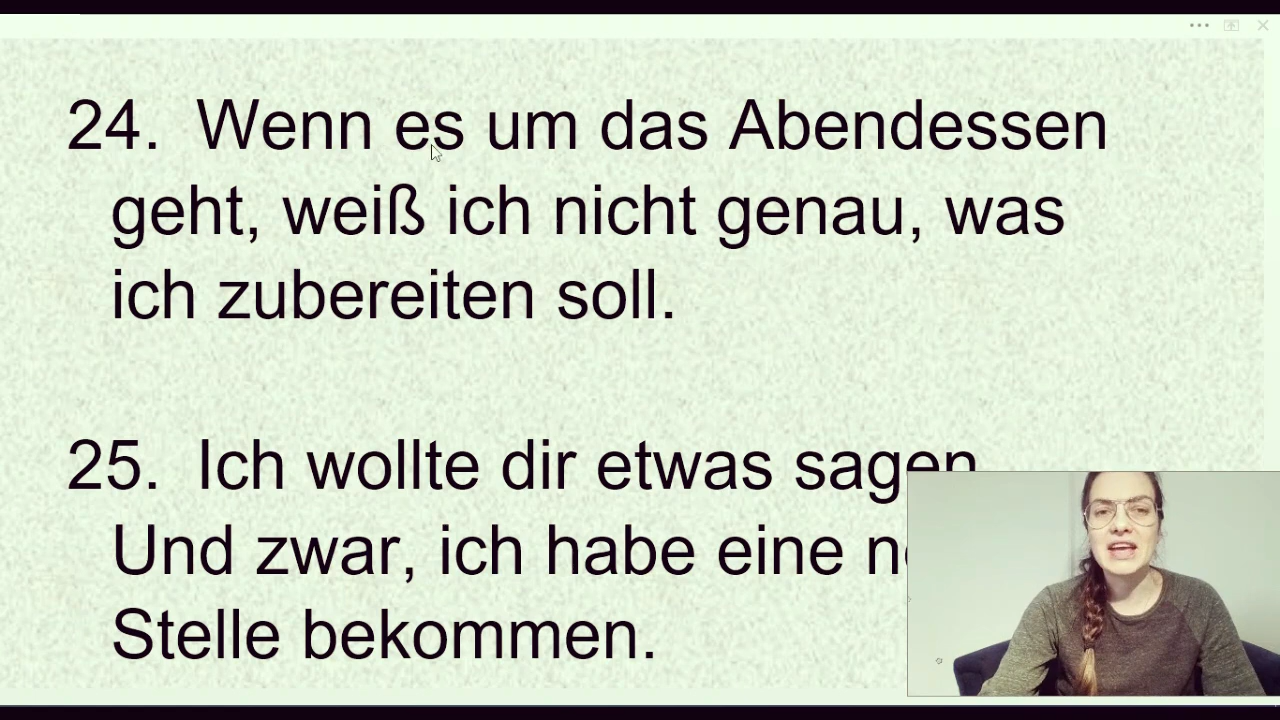 24. Wenn es um das Abendessen
geht, weiß ich nicht genau, was
ich zubereiten soll.
25. Ich wollte dir etwas sagen
Und zwar, ich habe eine
Stelle bekommen.